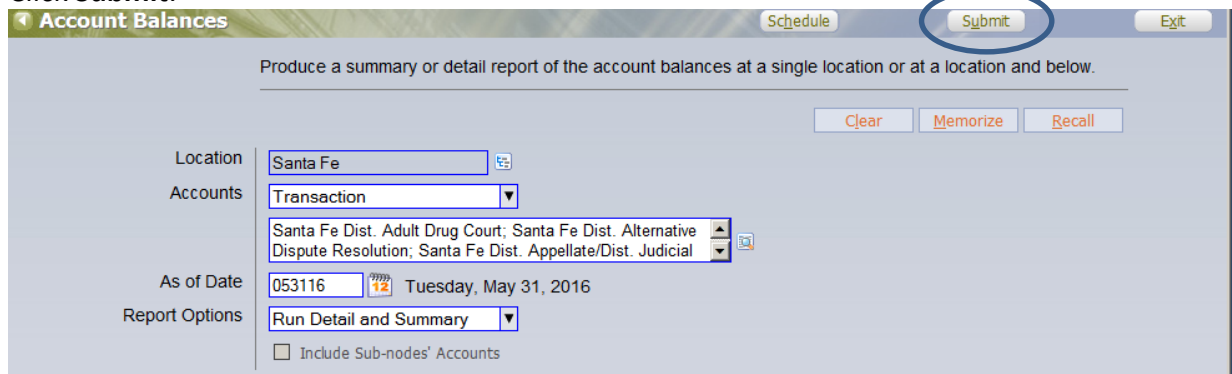 Click Submit.
Account Balances Schedule Submit Exit
Produce a summary or detail report of the account balances at a single location or at a location and below.
Clear Memorize Recall
Location Santa Fe
Accounts Transaction
Santa Fe Dist. Adult Drug Court; Santa Fe Dist. Alternative
Dispute Resolution; Santa Fe Dist. Appellate/Dist. Judicial
As of Date 053116 12 Tuesday, May 31, 2016
Report Options Run Detail and Summary
Include Sub-nodes' Accounts